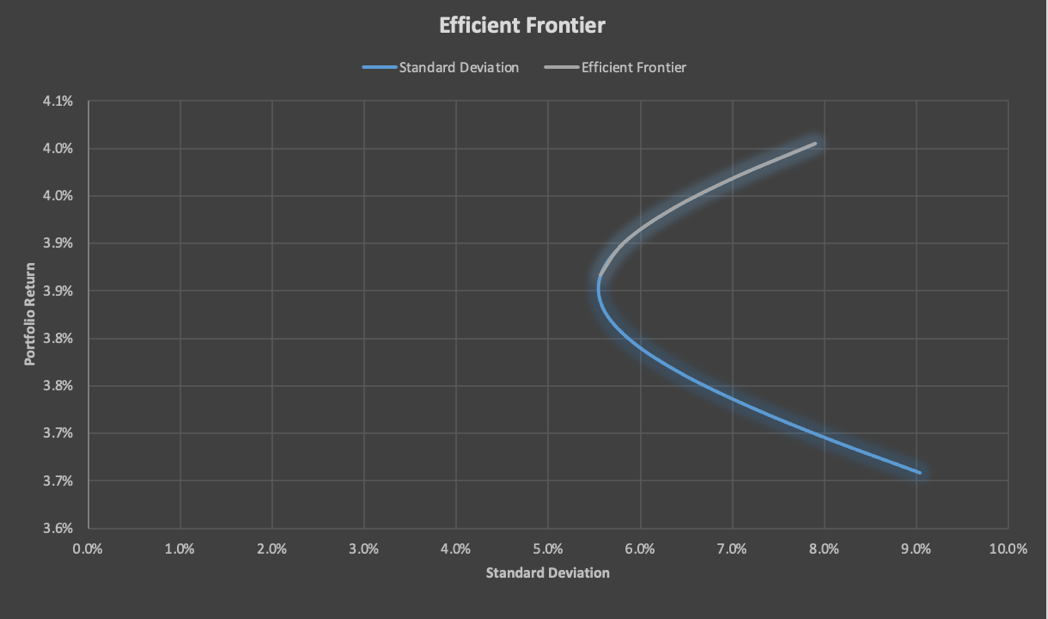 Efficient Frontier
Standard Deviation Efficient Frontier
4.1%
4.0%
4.0%
3.9%
3.9%
3.8%
3.8%
3.7%
3.7%
3.6%
Portfolio Return
0.0% 1.0% 2.0% 3.0% 4.0% 5.0% 6.0% 7.0% 8.0% 9.0% 10.0%
Standard Deviation